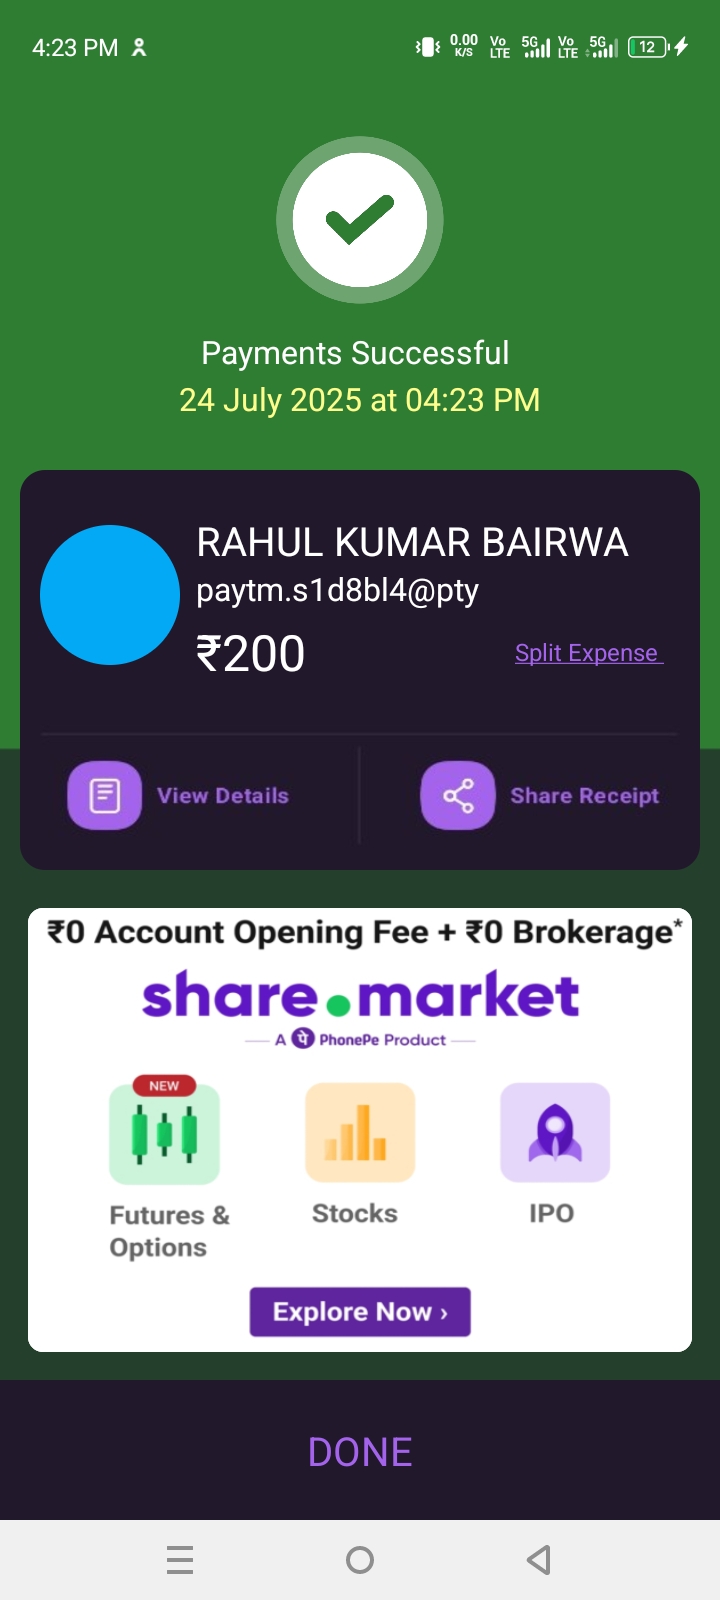 4:23 PM
0.00 K/S Vo LTE 5G Vo LTE 5G 12
Payments Successful
24 July 2025 at 04:23 PM
RAHUL KUMAR BAIRWA
paytm.s1d8bl4@pty
₹200
Split Expense
View Details
Share Receipt
₹0 Account Opening Fee + ₹0 Brokerage*
share.market
A पे PhonePe Product
NEW
Futures &
Options
Stocks
IPO
Explore Now ›
DONE